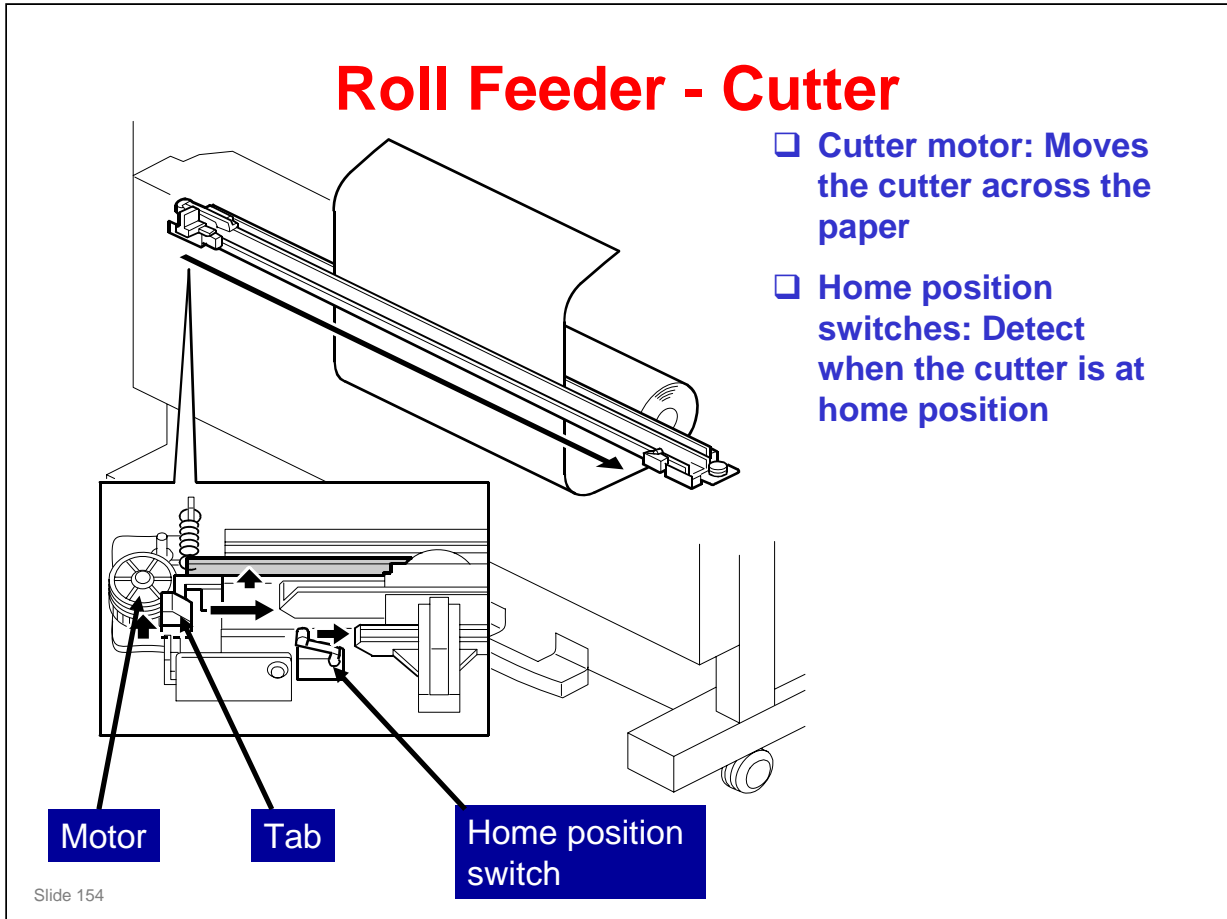 Roll Feeder - Cutter
❑ Cutter motor: Moves
the cutter across the
paper
❑ Home position
switches: Detect
when the cutter is at
home position
Motor
Tab
Home position
switch
Slide 154